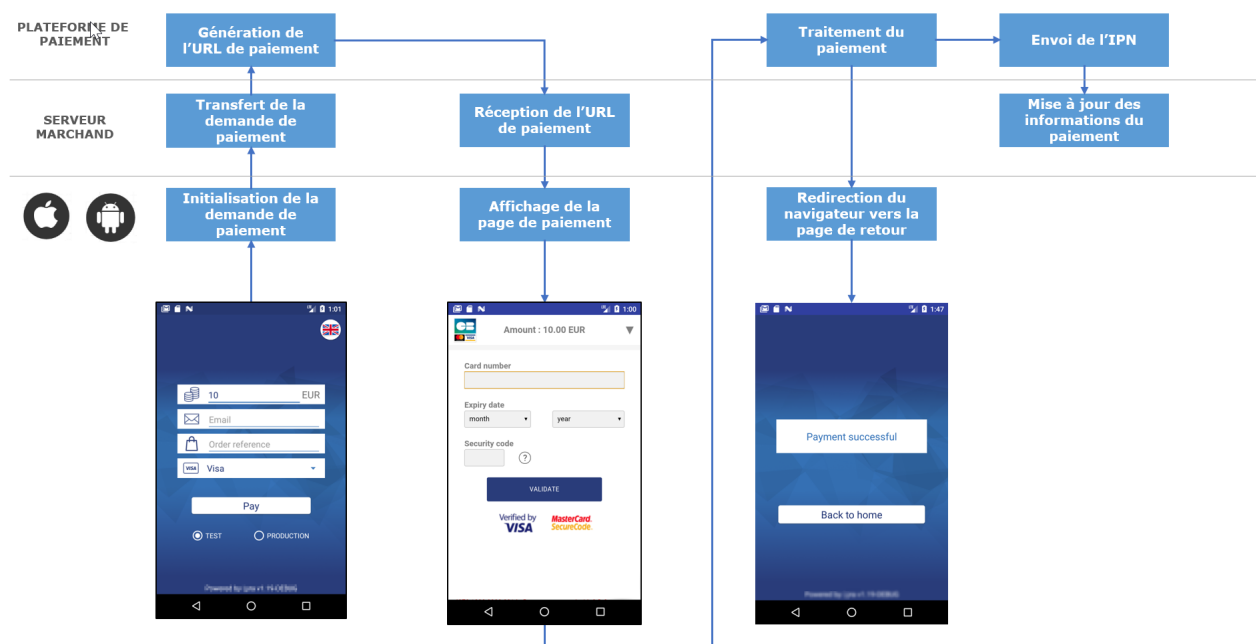 PLATEFORME DE
PAIEMENT
Génération de
l'URL de paiement
Traitement du
paiement
Envoi de l'IPN
SERVEUR
MARCHAND
Transfert de la
demande de
paiement
Réception de l'URL
de paiement
Mise à jour des
informations du
paiement
Initialisation de la
demande de
paiement
Affichage de la
page de paiement
Redirection du
navigateur vers la
page de retour
1:01
10 EUR
Email
Order reference
VISA Visa
Pay
TEST PRODUCTION
1:00
CB
Amount : 10.00 EUR
Card number
Expiry date
month year
Security code
?
VALIDATE
Verified by
VISA
MasterCard.
SecureCode.
1:47
Payment successful
Back to home